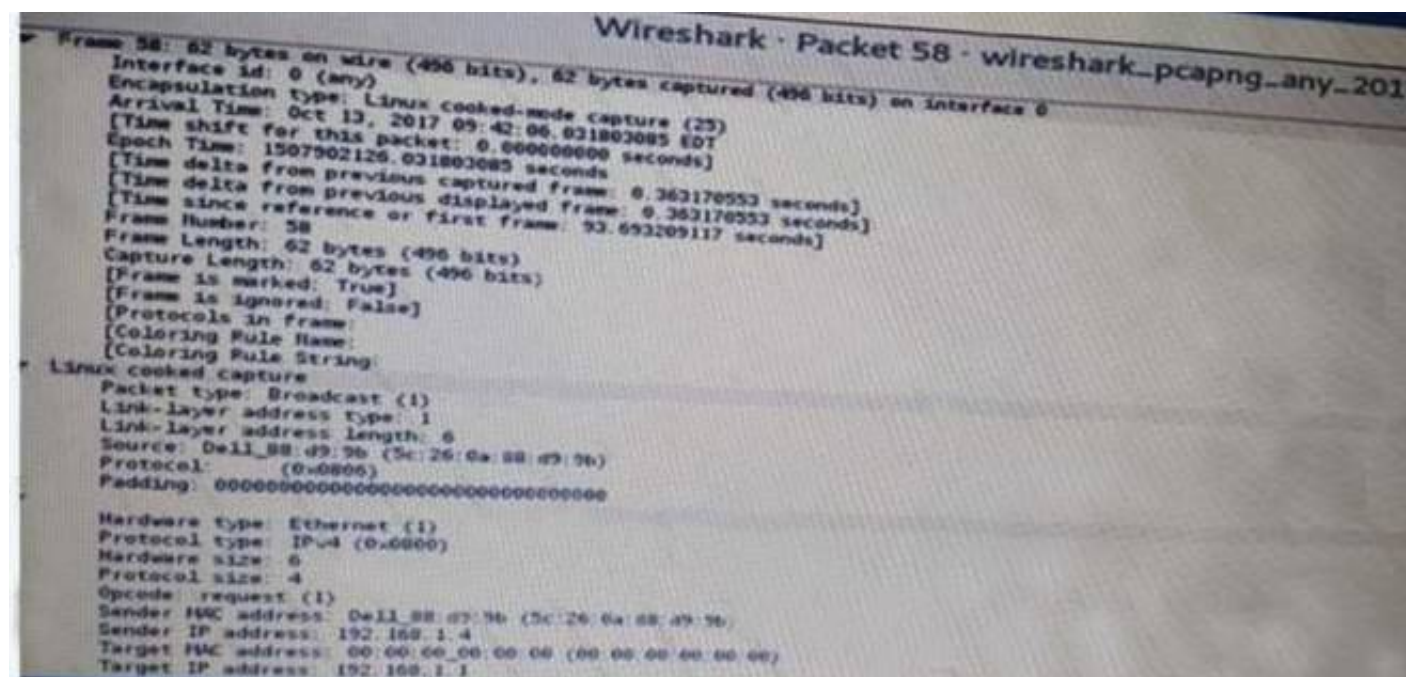 Wireshark · Packet 58 · wireshark_pcapng_any_201
Frame 58: 62 bytes on wire (496 bits), 62 bytes captured (496 bits) on interface 0
Interface id: 0 (any)
Encapsulation type: Linux cooked-mode capture (25)
Arrival Time: Oct 13, 2017 09:42:06.031803085 EDT
[Time shift for this packet: 0.000000000 seconds]
Epoch Time: 1507902126.031803085 seconds
[Time delta from previous captured frame: 0.363170553 seconds]
[Time delta from previous displayed frame: 0.363170553 seconds]
[Time since reference or first frame: 93.693209117 seconds]
Frame Number: 58
Frame Length: 62 bytes (496 bits)
Capture Length: 62 bytes (496 bits)
[Frame is marked: True]
[Frame is ignored: False]
[Protocols in frame:
[Coloring Rule Name:
[Coloring Rule String:
Linux cooked capture
Packet type: Broadcast (1)
Link-layer address type: 1
Link-layer address length: 6
Source: Dell_88:d9:9b (5c:26:0a:88:d9:9b)
Protocol: (0x0806)
Padding: 000000000000000000000000000000000000
Hardware type: Ethernet (1)
Protocol type: IPv4 (0x0800)
Hardware size: 6
Protocol size: 4
Opcode: request (1)
Sender MAC address: Dell_88:d9:9b (5c:26:0a:88:d9:9b)
Sender IP address: 192.168.1.4
Target MAC address: 00:00:00_00:00:00 (00:00:00:00:00:00)
Target IP address: 192.168.1.1